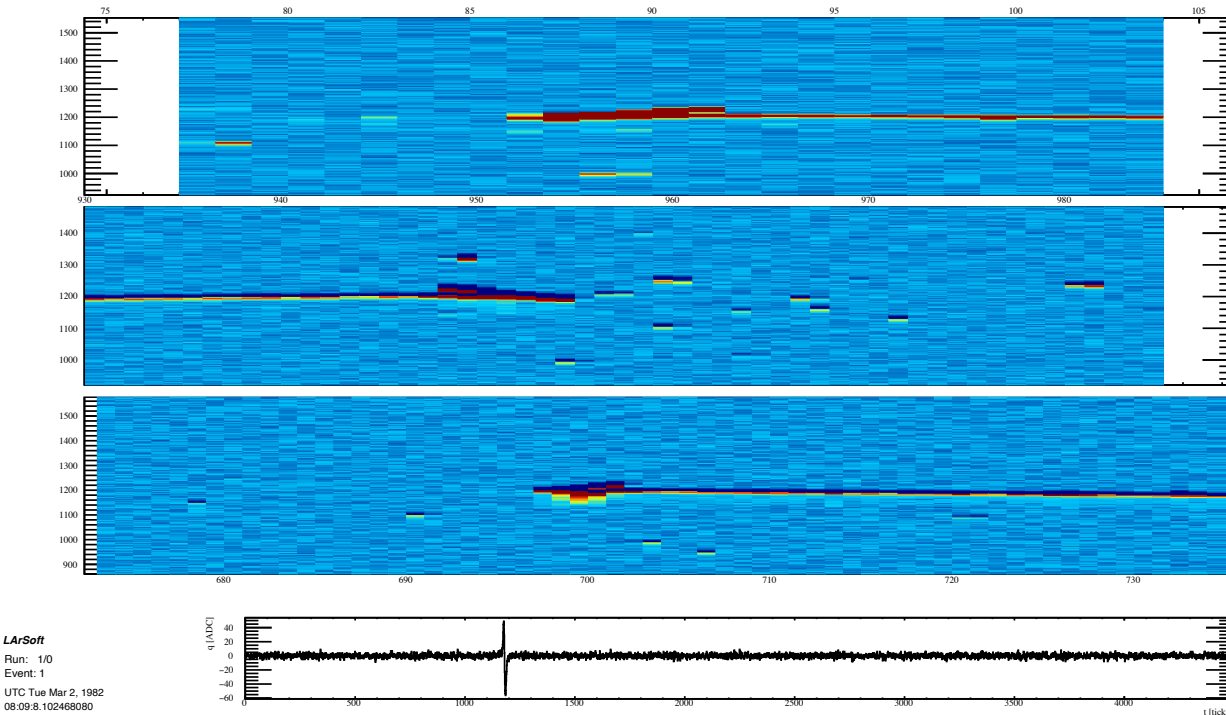 75 80 85 90 95 100 105
1500
1400
1300
1200
1100
1000
930 940 950 960 970 980
1400
1300
1200
1100
1000
1500
1400
1300
1200
1100
1000
900
680 690 700 710 720 730
q [ADC]
40
20
0
−20
−40
−60
0 500 1000 1500 2000 2500 3000 3500 4000
t [tick
LArSoft
Run: 1/0
Event: 1
UTC Tue Mar 2, 1982
08:09:8.102468080